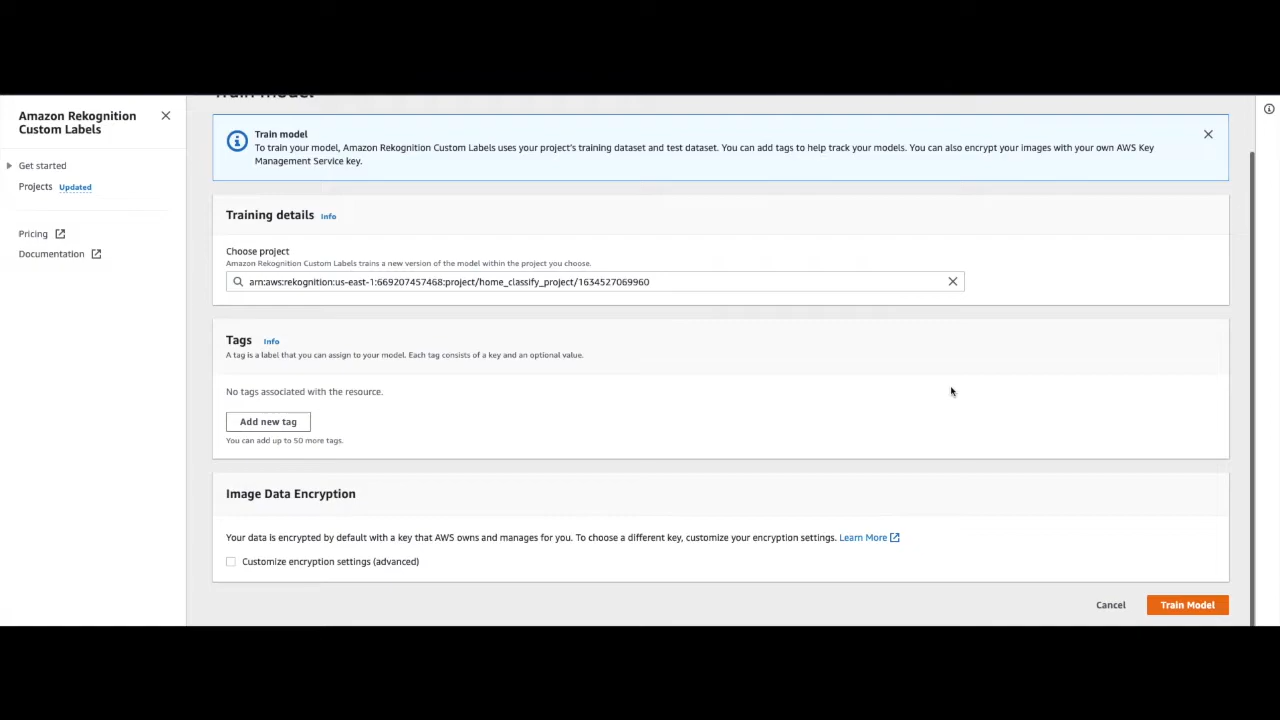 Train model
Amazon Rekognition
Custom Labels
Get started
Projects Updated
Pricing
Documentation
Train model
To train your model, Amazon Rekognition Custom Labels uses your project's training dataset and test dataset. You can add tags to help track your models. You can also encrypt your images with your own AWS Key
Management Service key.
Training details Info
Choose project
Amazon Rekognition Custom Labels trains a new version of the model within the project you choose.
arn:aws:rekognition:us-east-1:669207457468:project/home_classify_project/1634527069960
Tags Info
A tag is a label that you can assign to your model. Each tag consists of a key and an optional value.
No tags associated with the resource.
Add new tag
You can add up to 50 more tags.
Image Data Encryption
Your data is encrypted by default with a key that AWS owns and manages for you. To choose a different key, customize your encryption settings. Learn More
Customize encryption settings (advanced)
Cancel
Train Model